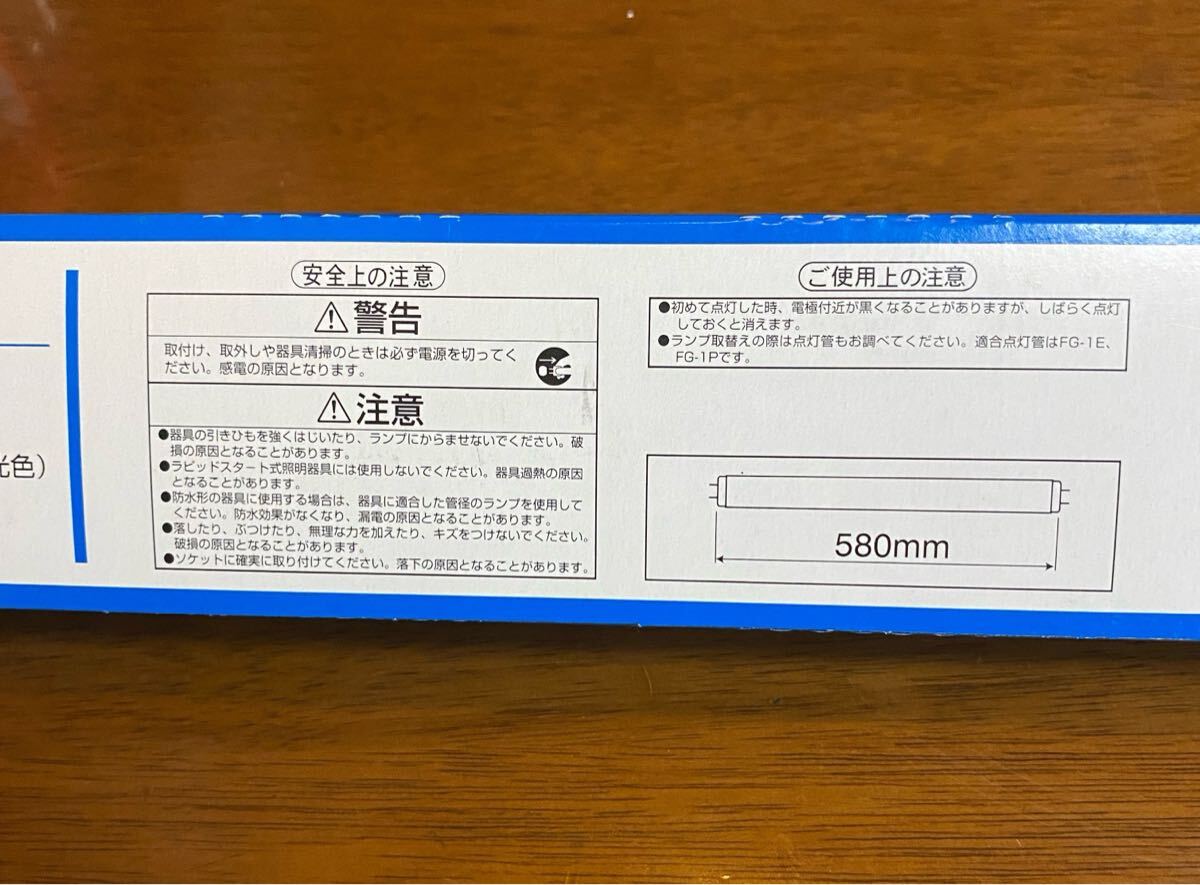 光色)
安全上の注意
警告
取付け、取外しや器具清掃のときは必ず電源を切ってく
ださい。感電の原因となります。
注意
●器具の引きひもを強くはじいたり、ランプにからませないでください。破
損の原因となることがあります。
●ラピッドスタート式照明器具には使用しないでください。器具過熱の原因
となることがあります。
●防水形の器具に使用する場合は、器具に適合した管径のランプを使用して
ください。防水効果がなくなり、漏電の原因となることがあります。
●落したり、ぶつけたり、無理な力を加えたり、キズをつけないでください。
破損の原因となることがあります。
●ソケットに確実に取り付けてください。落下の原因となることがあります。
ご使用上の注意
●初めて点灯した時、電極付近が黒くなることがありますが、しばらく点灯
しておくと消えます。
●ランプ取替えの際は点灯管もお調べてください。適合点灯管はFG-1E、
FG-1Pです。
580mm